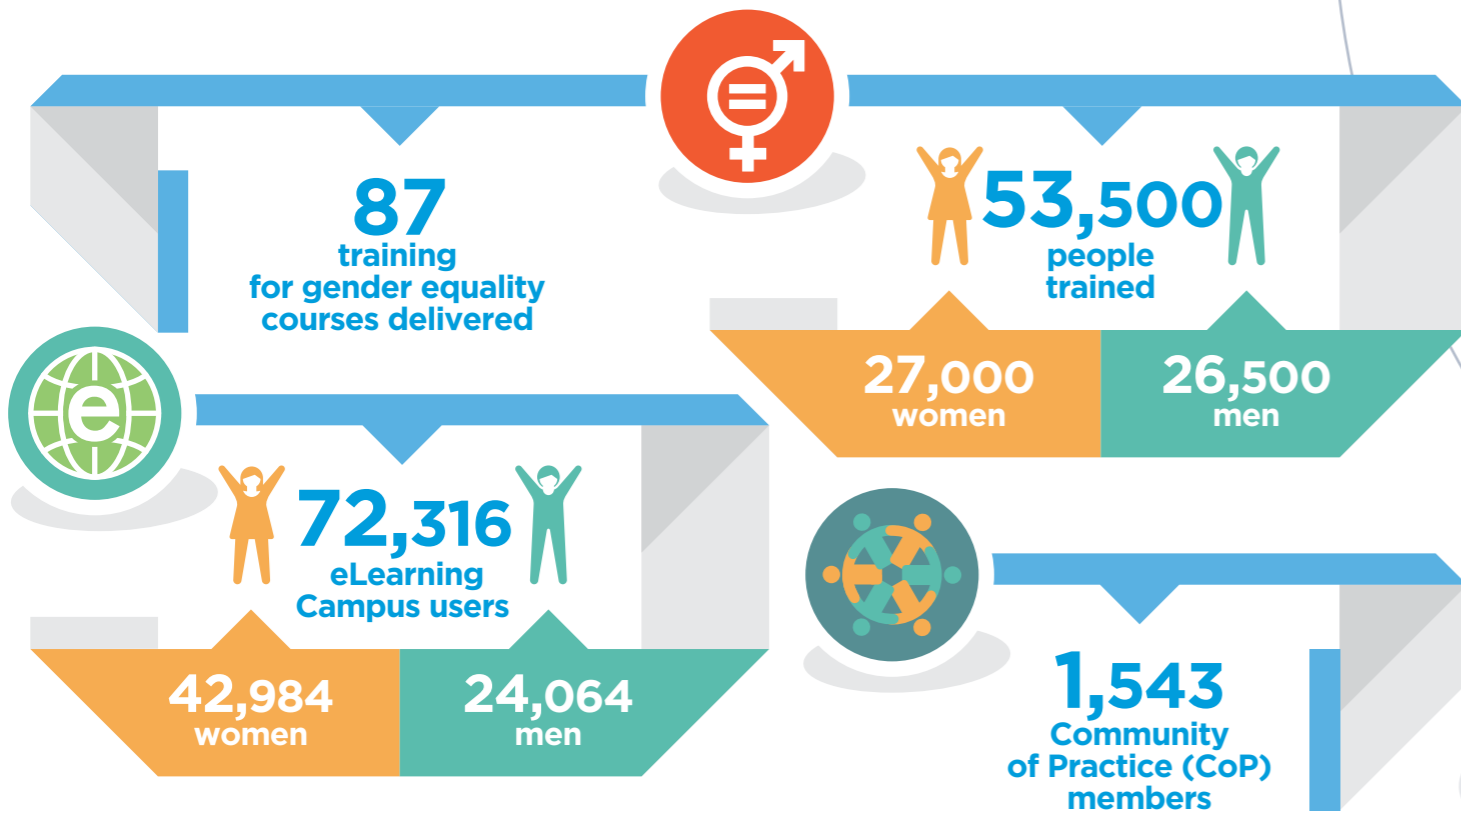 87
training
for gender equality
courses delivered
53,500
people
trained
27,000
women
26,500
men
e
72,316
eLearning
Campus users
42,984
women
24,064
men
1,543
Community
of Practice (CoP)
members